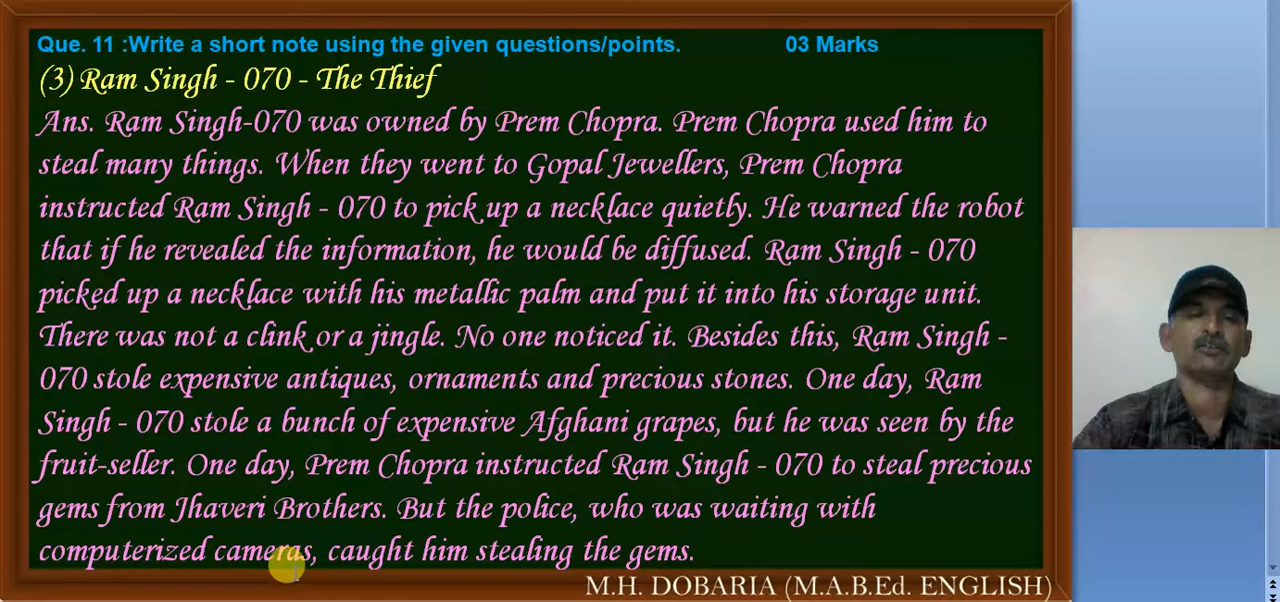 Que. 11 :Write a short note using the given questions/points. 03 Marks
(3) Ram Singh - 070 - The Thief
Ans. Ram Singh-070 was owned by Prem Chopra. Prem Chopra used him to
steal many things. When they went to Gopal Jewellers, Prem Chopra
instructed Ram Singh - 070 to pick up a necklace quietly. He warned the robot
that if he revealed the information, he would be diffused. Ram Singh - 070
picked up a necklace with his metallic palm and put it into his storage unit.
There was not a clink or a jingle. No one noticed it. Besides this, Ram Singh -
070 stole expensive antiques, ornaments and precious stones. One day, Ram
Singh - 070 stole a bunch of expensive Afghani grapes, but he was seen by the
fruit-seller. One day, Prem Chopra instructed Ram Singh - 070 to steal precious
gems from Jhaveri Brothers. But the police, who was waiting with
computerized cameras, caught him stealing the gems.
M.H. DOBARIA (M.A.B.Ed. ENGLISH)